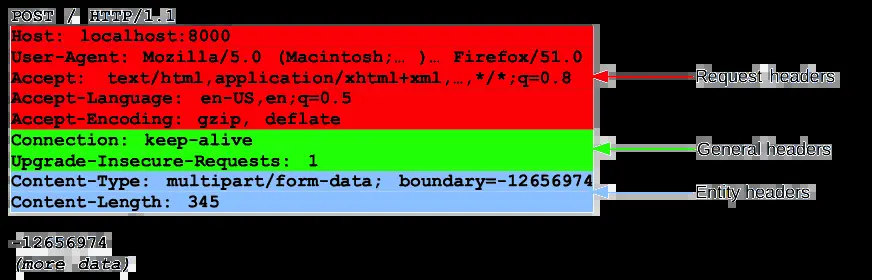 POST / HTTP/1.1
Host: localhost:8000
User-Agent: Mozilla/5.0 (Macintosh;… )… Firefox/51.0
Accept: text/html,application/xhtml+xml,…,*/*;q=0.8
Accept-Language: en-US,en;q=0.5
Accept-Encoding: gzip, deflate
Connection: keep-alive
Upgrade-Insecure-Requests: 1
Content-Type: multipart/form-data; boundary=-12656974
Content-Length: 345
-12656974
(more data)
Request headers
General headers
Entity headers